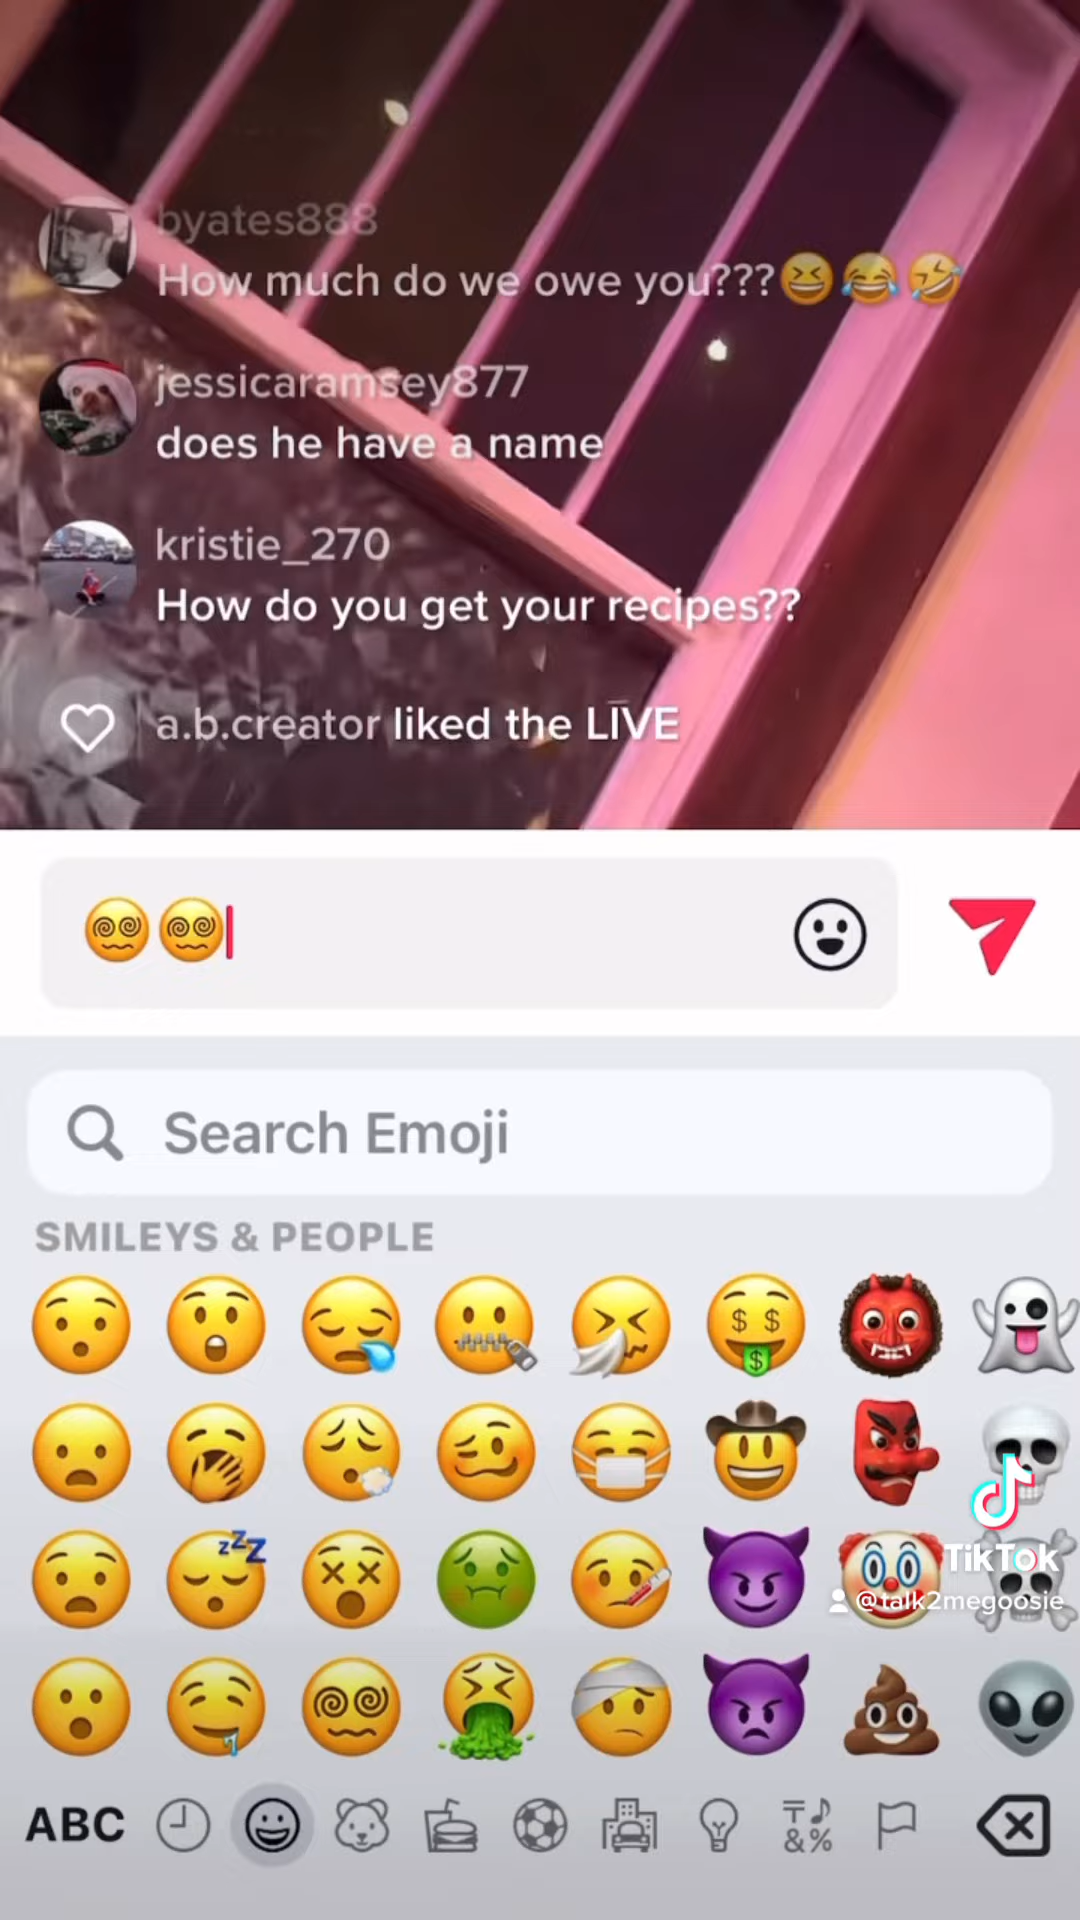 byates888
How much do we owe you???😆😂🤣
jessicaramsey877
does he have a name
kristie_270
How do you get your recipes??
a.b.creator liked the LIVE
😵‍💫😵‍💫
Search Emoji
SMILEYS & PEOPLE
TikTok
@talk2megoosie
ABC